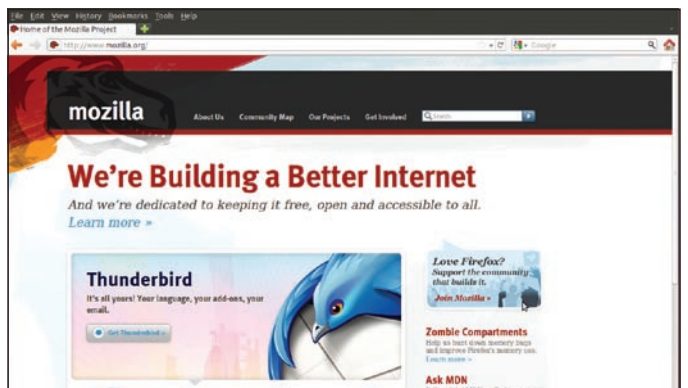 File Edit View History Bookmarks Tools Help
Home of the Mozilla Project
http://www.mozilla.org/
Google
mozilla
About Us Community Map Our Projects Get Involved
Search
We're Building a Better Internet
And we're dedicated to keeping it free, open and accessible to all.
Learn more »
Thunderbird
It's all yours! Your language, your add-ons, your
email.
Get Thunderbird »
Love Firefox?
Support the community
that builds it.
Join Mozilla »
Zombie Compartments
Help us hunt down memory bugs
and improve Firefox's memory use.
Learn more »
Ask MDN